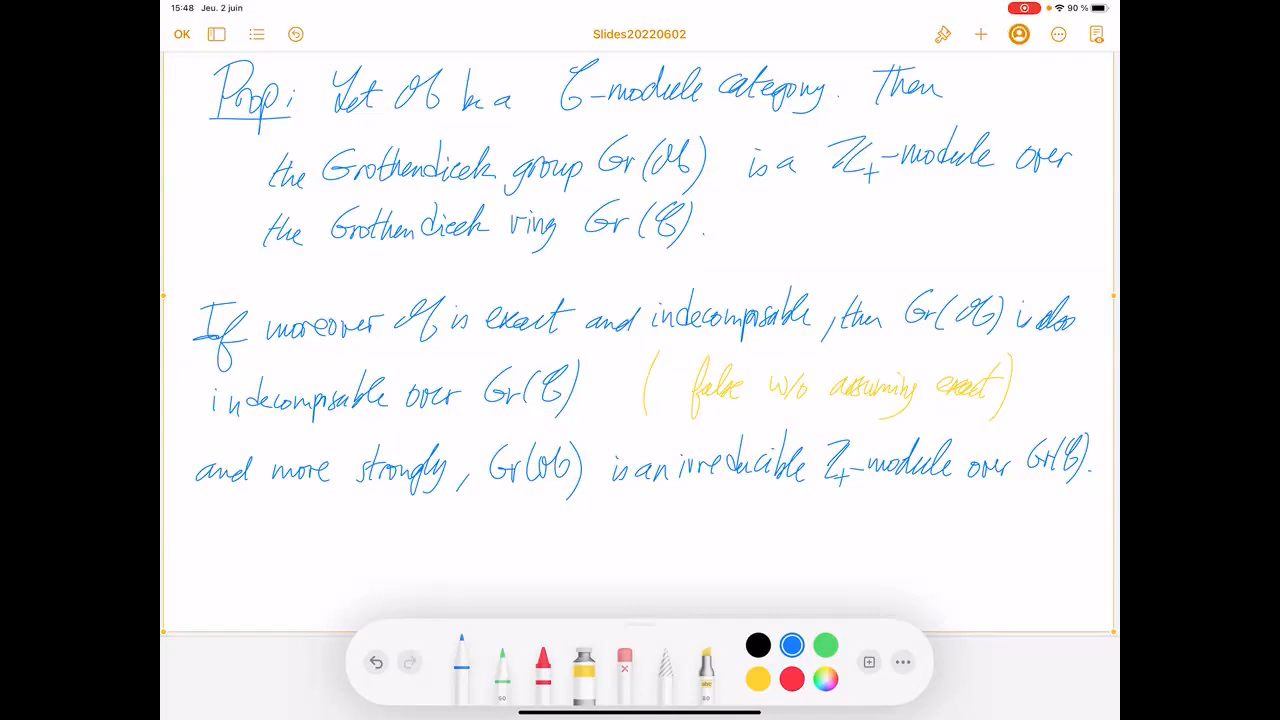 15:48 Jeu. 2 juin
90 %
OK
Slides20220602
Prop: Let M be a C-module category. Then
the Grothendieck group Gr(M) is a Z₊-module over
the Grothendieck ring Gr(C).
If moreover M is exact and indecomposable, then Gr(M) is also
indecomposable over Gr(C) (false w/o assuming exact)
and more strongly, Gr(M) is an irreducible Z₊-module over Gr(C).
50
80